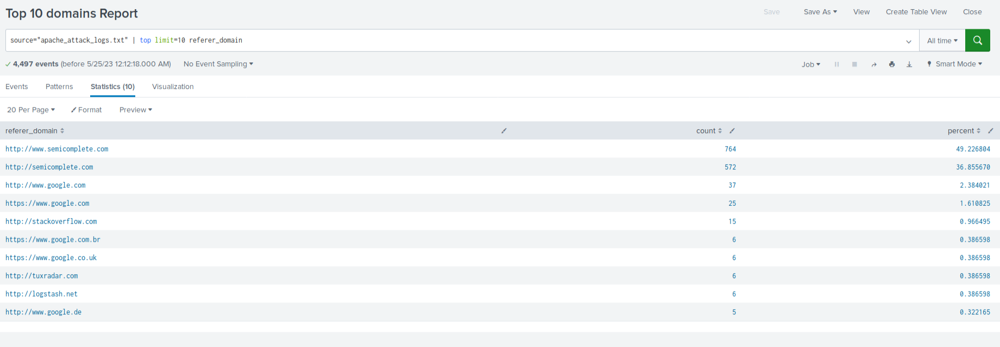 Top 10 domains Report
Save Save As View Create Table View Close
source="apache_attack_logs.txt" | top limit=10 referer_domain
All time
4,497 events (before 5/25/23 12:12:18.000 AM) No Event Sampling
Job Smart Mode
Events Patterns Statistics (10) Visualization
20 Per Page Format Preview
referer_domain count percent
http://www.semicomplete.com 764 49.226804
http://semicomplete.com 572 36.855670
http://www.google.com 37 2.384021
https://www.google.com 25 1.610825
http://stackoverflow.com 15 0.966495
https://www.google.com.br 6 0.386598
https://www.google.co.uk 6 0.386598
http://tuxradar.com 6 0.386598
http://logstash.net 6 0.386598
http://www.google.de 5 0.322165